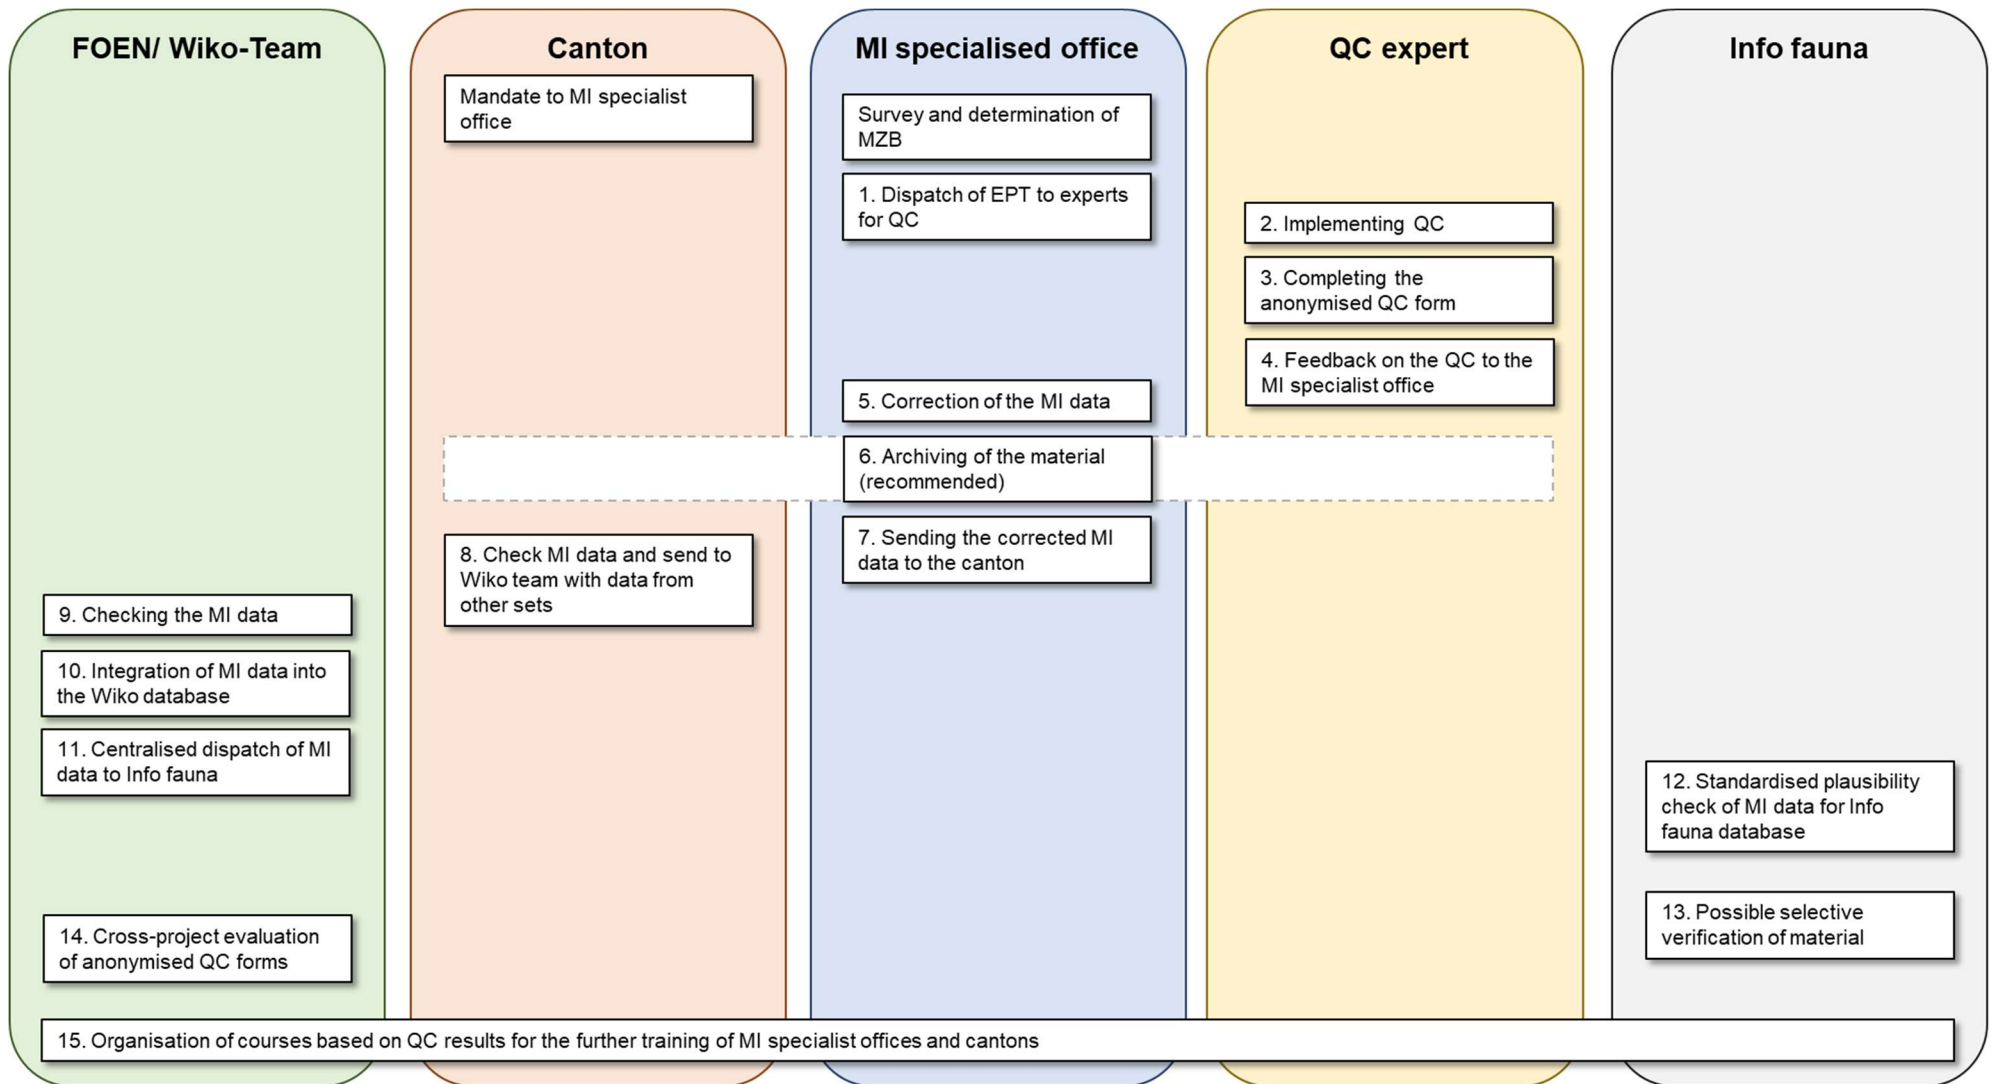 FOEN/ Wiko-Team
Canton
MI specialised office
QC expert
Info fauna
Mandate to MI specialist
office
Survey and determination of
MZB
1. Dispatch of EPT to experts
for QC
2. Implementing QC
3. Completing the
anonymised QC form
4. Feedback on the QC to the
MI specialist office
5. Correction of the MI data
6. Archiving of the material
(recommended)
7. Sending the corrected MI
data to the canton
8. Check MI data and send to
Wiko team with data from
other sets
9. Checking the MI data
10. Integration of MI data into
the Wiko database
11. Centralised dispatch of MI
data to Info fauna
12. Standardised plausibility
check of MI data for Info
fauna database
13. Possible selective
verification of material
14. Cross-project evaluation
of anonymised QC forms
15. Organisation of courses based on QC results for the further training of MI specialist offices and cantons